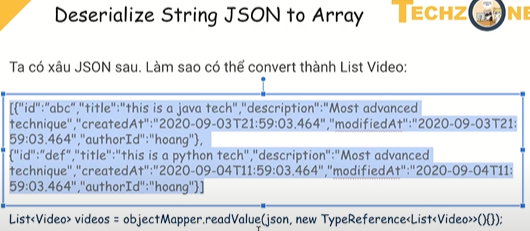 Deserialize String JSON to Array
TECHZONE
Ta có xâu JSON sau. Làm sao có thể convert thành List Video:
[{"id":"abc","title":"this is a java tech","description":"Most advanced
technique","createdAt":"2020-09-03T21:59:03.464","modifiedAt":"2020-09-03T21:
59:03.464","authorId":"hoang"},
{"id":"def","title":"this is a python tech","description":"Most advanced
technique","createdAt":"2020-09-04T11:59:03.464","modifiedAt":"2020-09-04T11:
59:03.464","authorId":"hoang"}]
List<Video> videos = objectMapper.readValue(json, new TypeReference<List<Video>>(){});